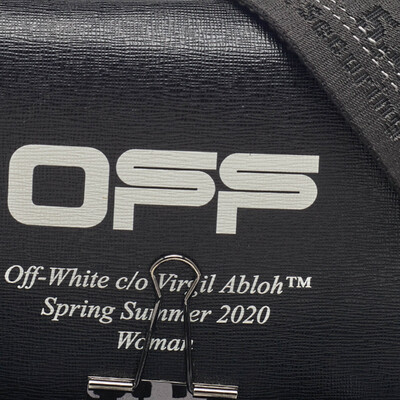 OFF
Off-White c/o Virgil Abloh™
Spring Summer 2020
Woman